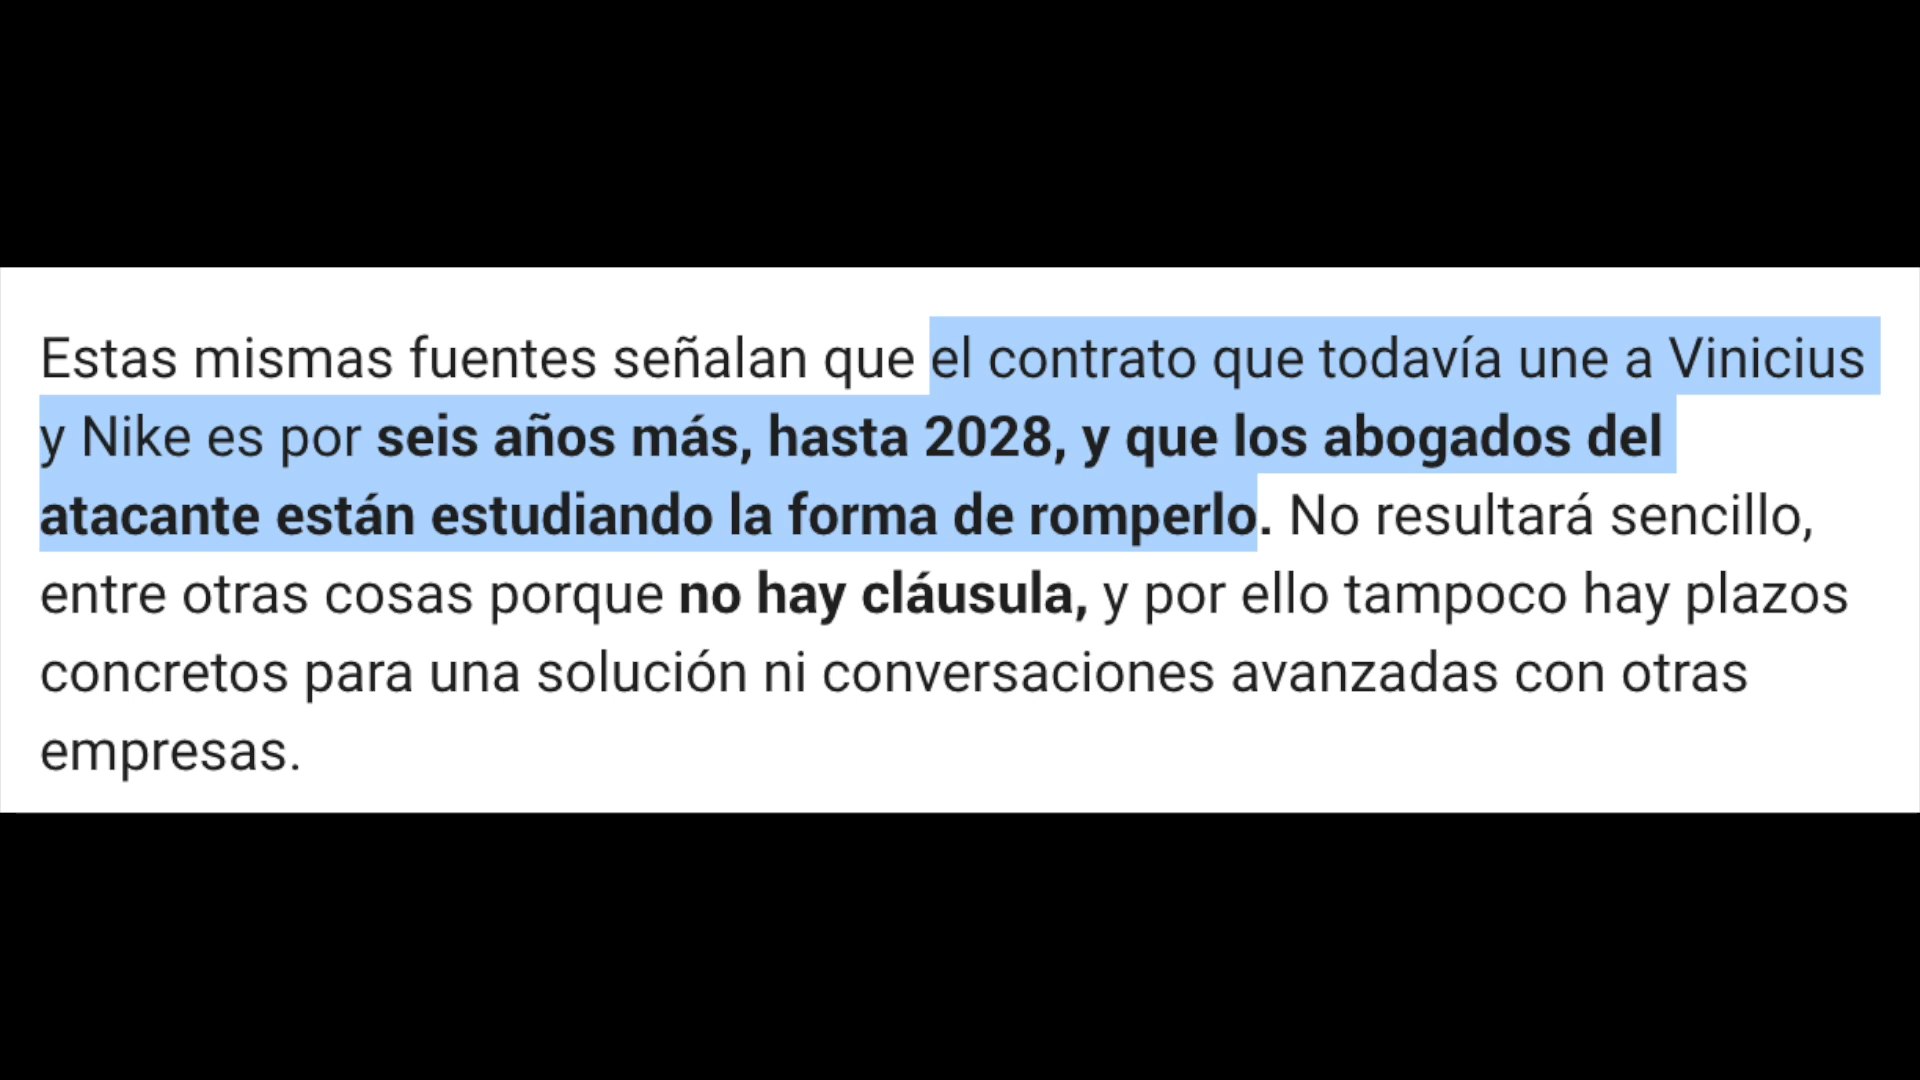 Estas mismas fuentes señalan que el contrato que todavía une a Vinicius
y Nike es por seis años más, hasta 2028, y que los abogados del
atacante están estudiando la forma de romperlo. No resultará sencillo,
entre otras cosas porque no hay cláusula, y por ello tampoco hay plazos
concretos para una solución ni conversaciones avanzadas con otras
empresas.